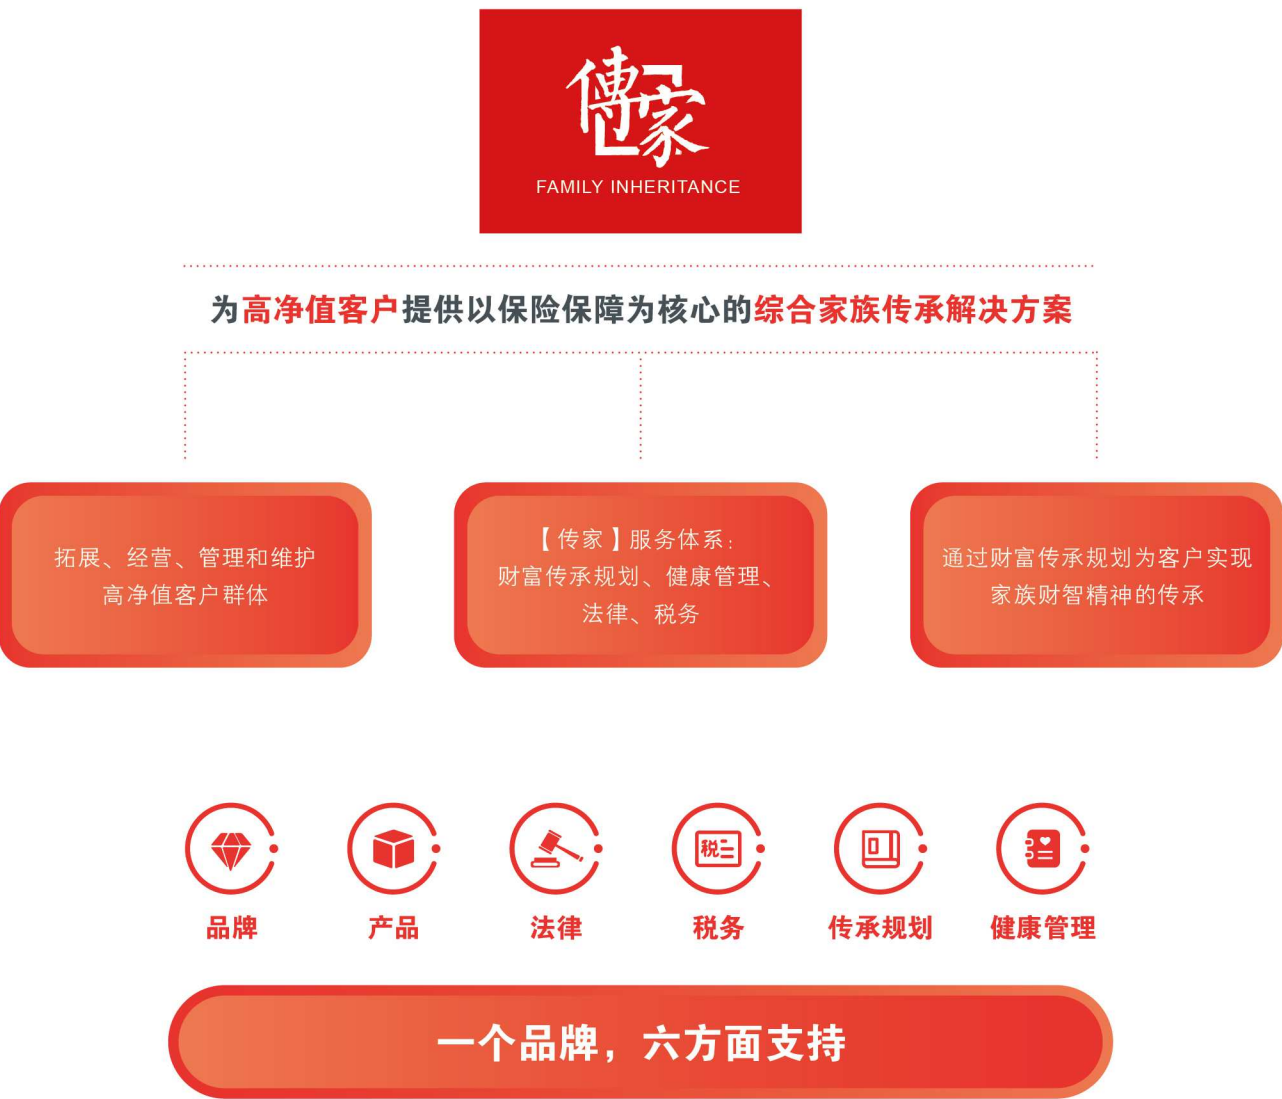 傳家
FAMILY INHERITANCE
为高净值客户提供以保险保障为核心的综合家族传承解决方案
拓展、经营、管理和维护
高净值客户群体
【传家】服务体系：
财富传承规划、健康管理、
法律、税务
通过财富传承规划为客户实现
家族财智精神的传承
税
品牌
产品
法律
税务
传承规划
健康管理
一个品牌，六方面支持